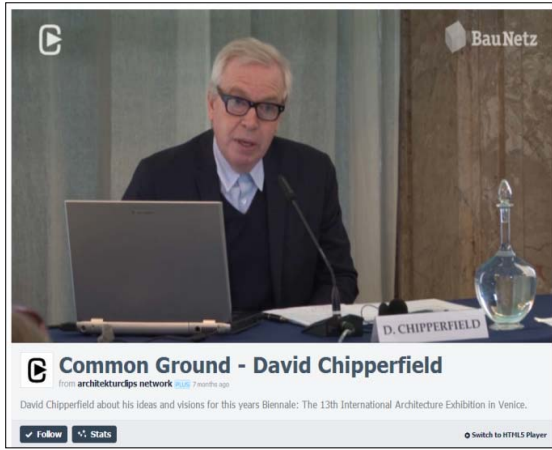 BauNetz
D. CHIPPERFIELD
Common Ground - David Chipperfield
from architekturclips network PLUS 7 months ago
David Chipperfield about his ideas and visions for this years Biennale: The 13th International Architecture Exhibition in Venice.
Follow
Stats
Switch to HTML5 Player